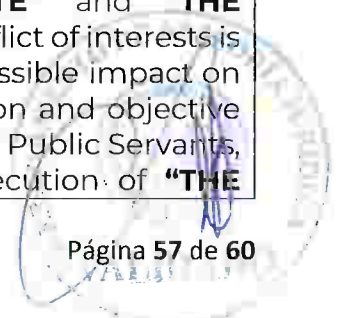 and THE
flict of interests is
ssible impact on
on and objective
Public Servants,
ecution of "THE
Página 57 de 60